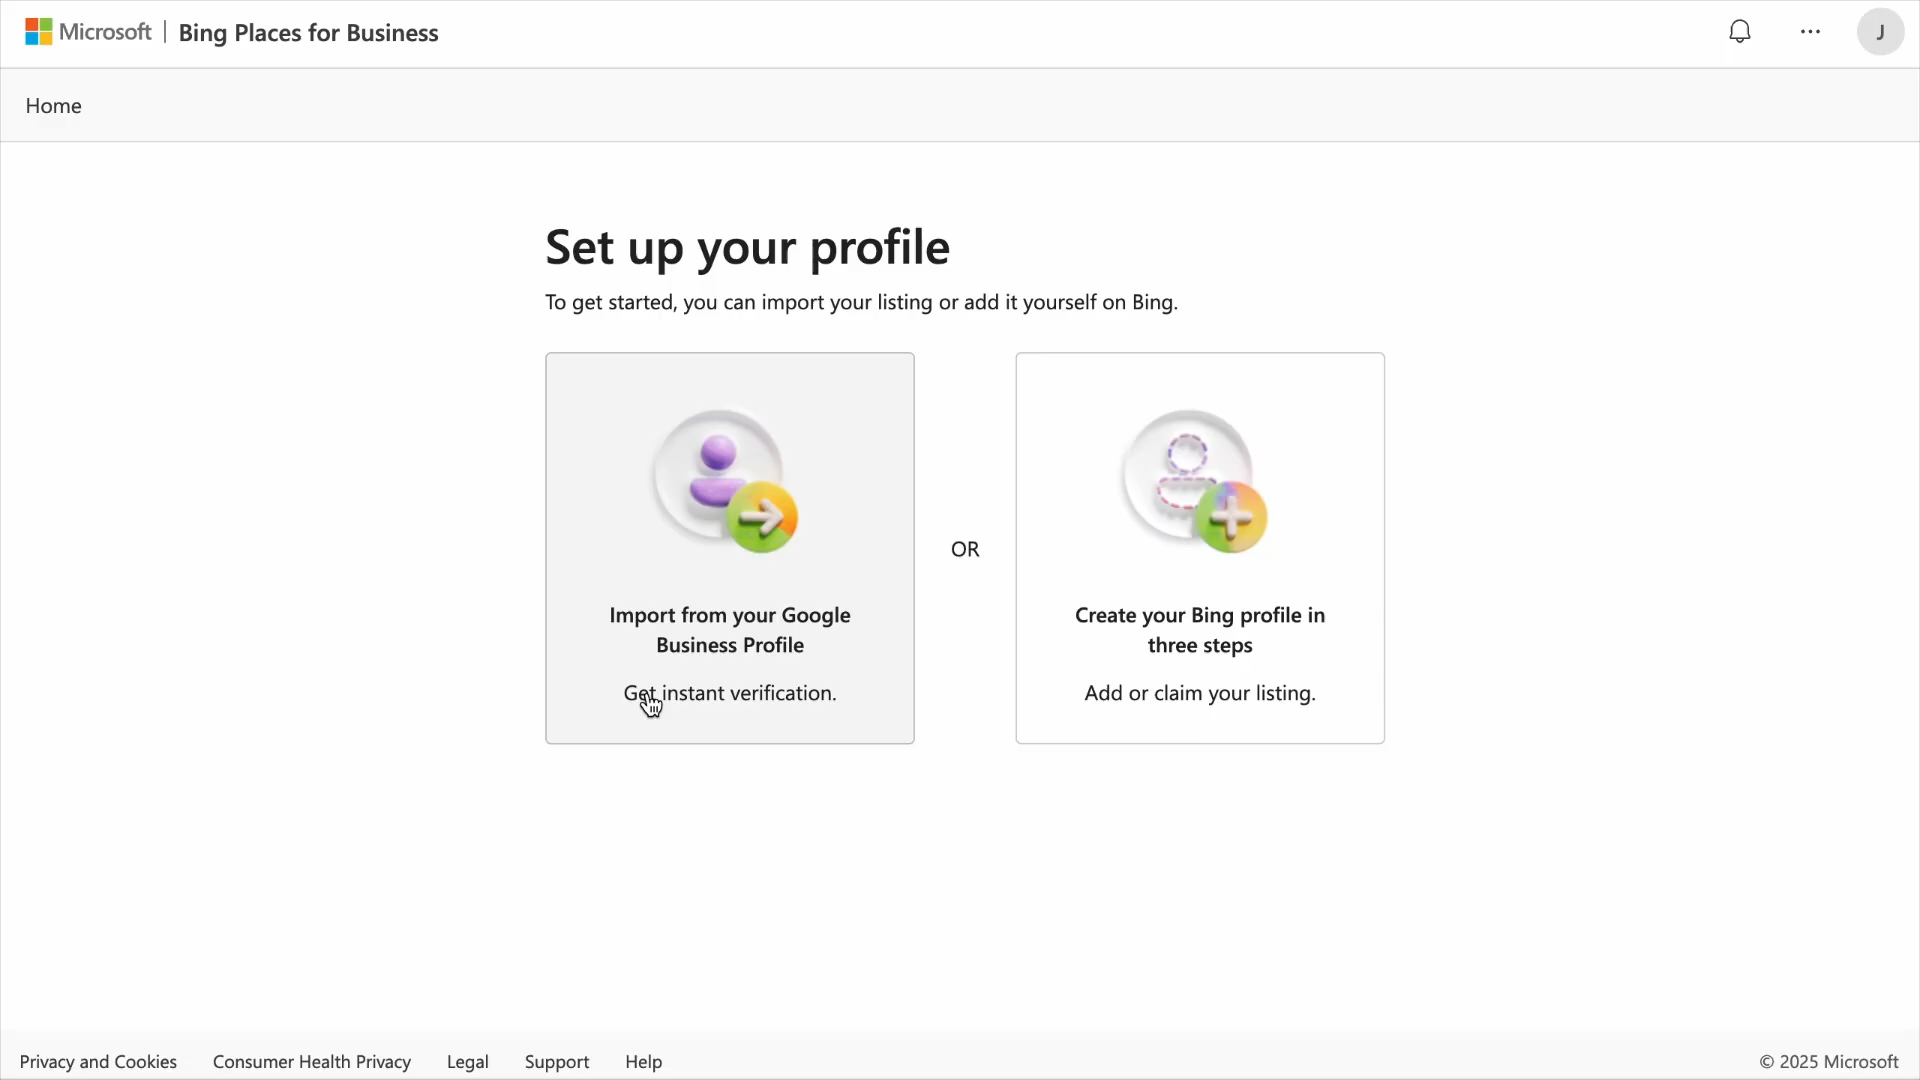 Microsoft | Bing Places for Business
J
Home
Set up your profile
To get started, you can import your listing or add it yourself on Bing.
Import from your Google
Business Profile
Get instant verification.
OR
Create your Bing profile in
three steps
Add or claim your listing.
Privacy and Cookies Consumer Health Privacy Legal Support Help © 2025 Microsoft